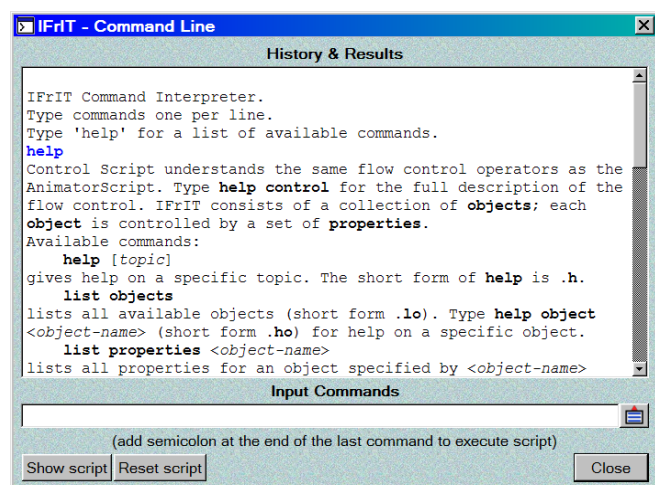 IFrIT - Command Line
History & Results
IFrIT Command Interpreter.
Type commands one per line.
Type 'help' for a list of available commands.
help
Control Script understands the same flow control operators as the
AnimatorScript. Type help control for the full description of the
flow control. IFrIT consists of a collection of objects; each
object is controlled by a set of properties.
Available commands:
help [topic]
gives help on a specific topic. The short form of help is .h.
list objects
lists all available objects (short form .lo). Type help object
<object-name> (short form .ho) for help on a specific object.
list properties <object-name>
lists all properties for an object specified by <object-name>
Input Commands
(add semicolon at the end of the last command to execute script)
Show script Reset script Close